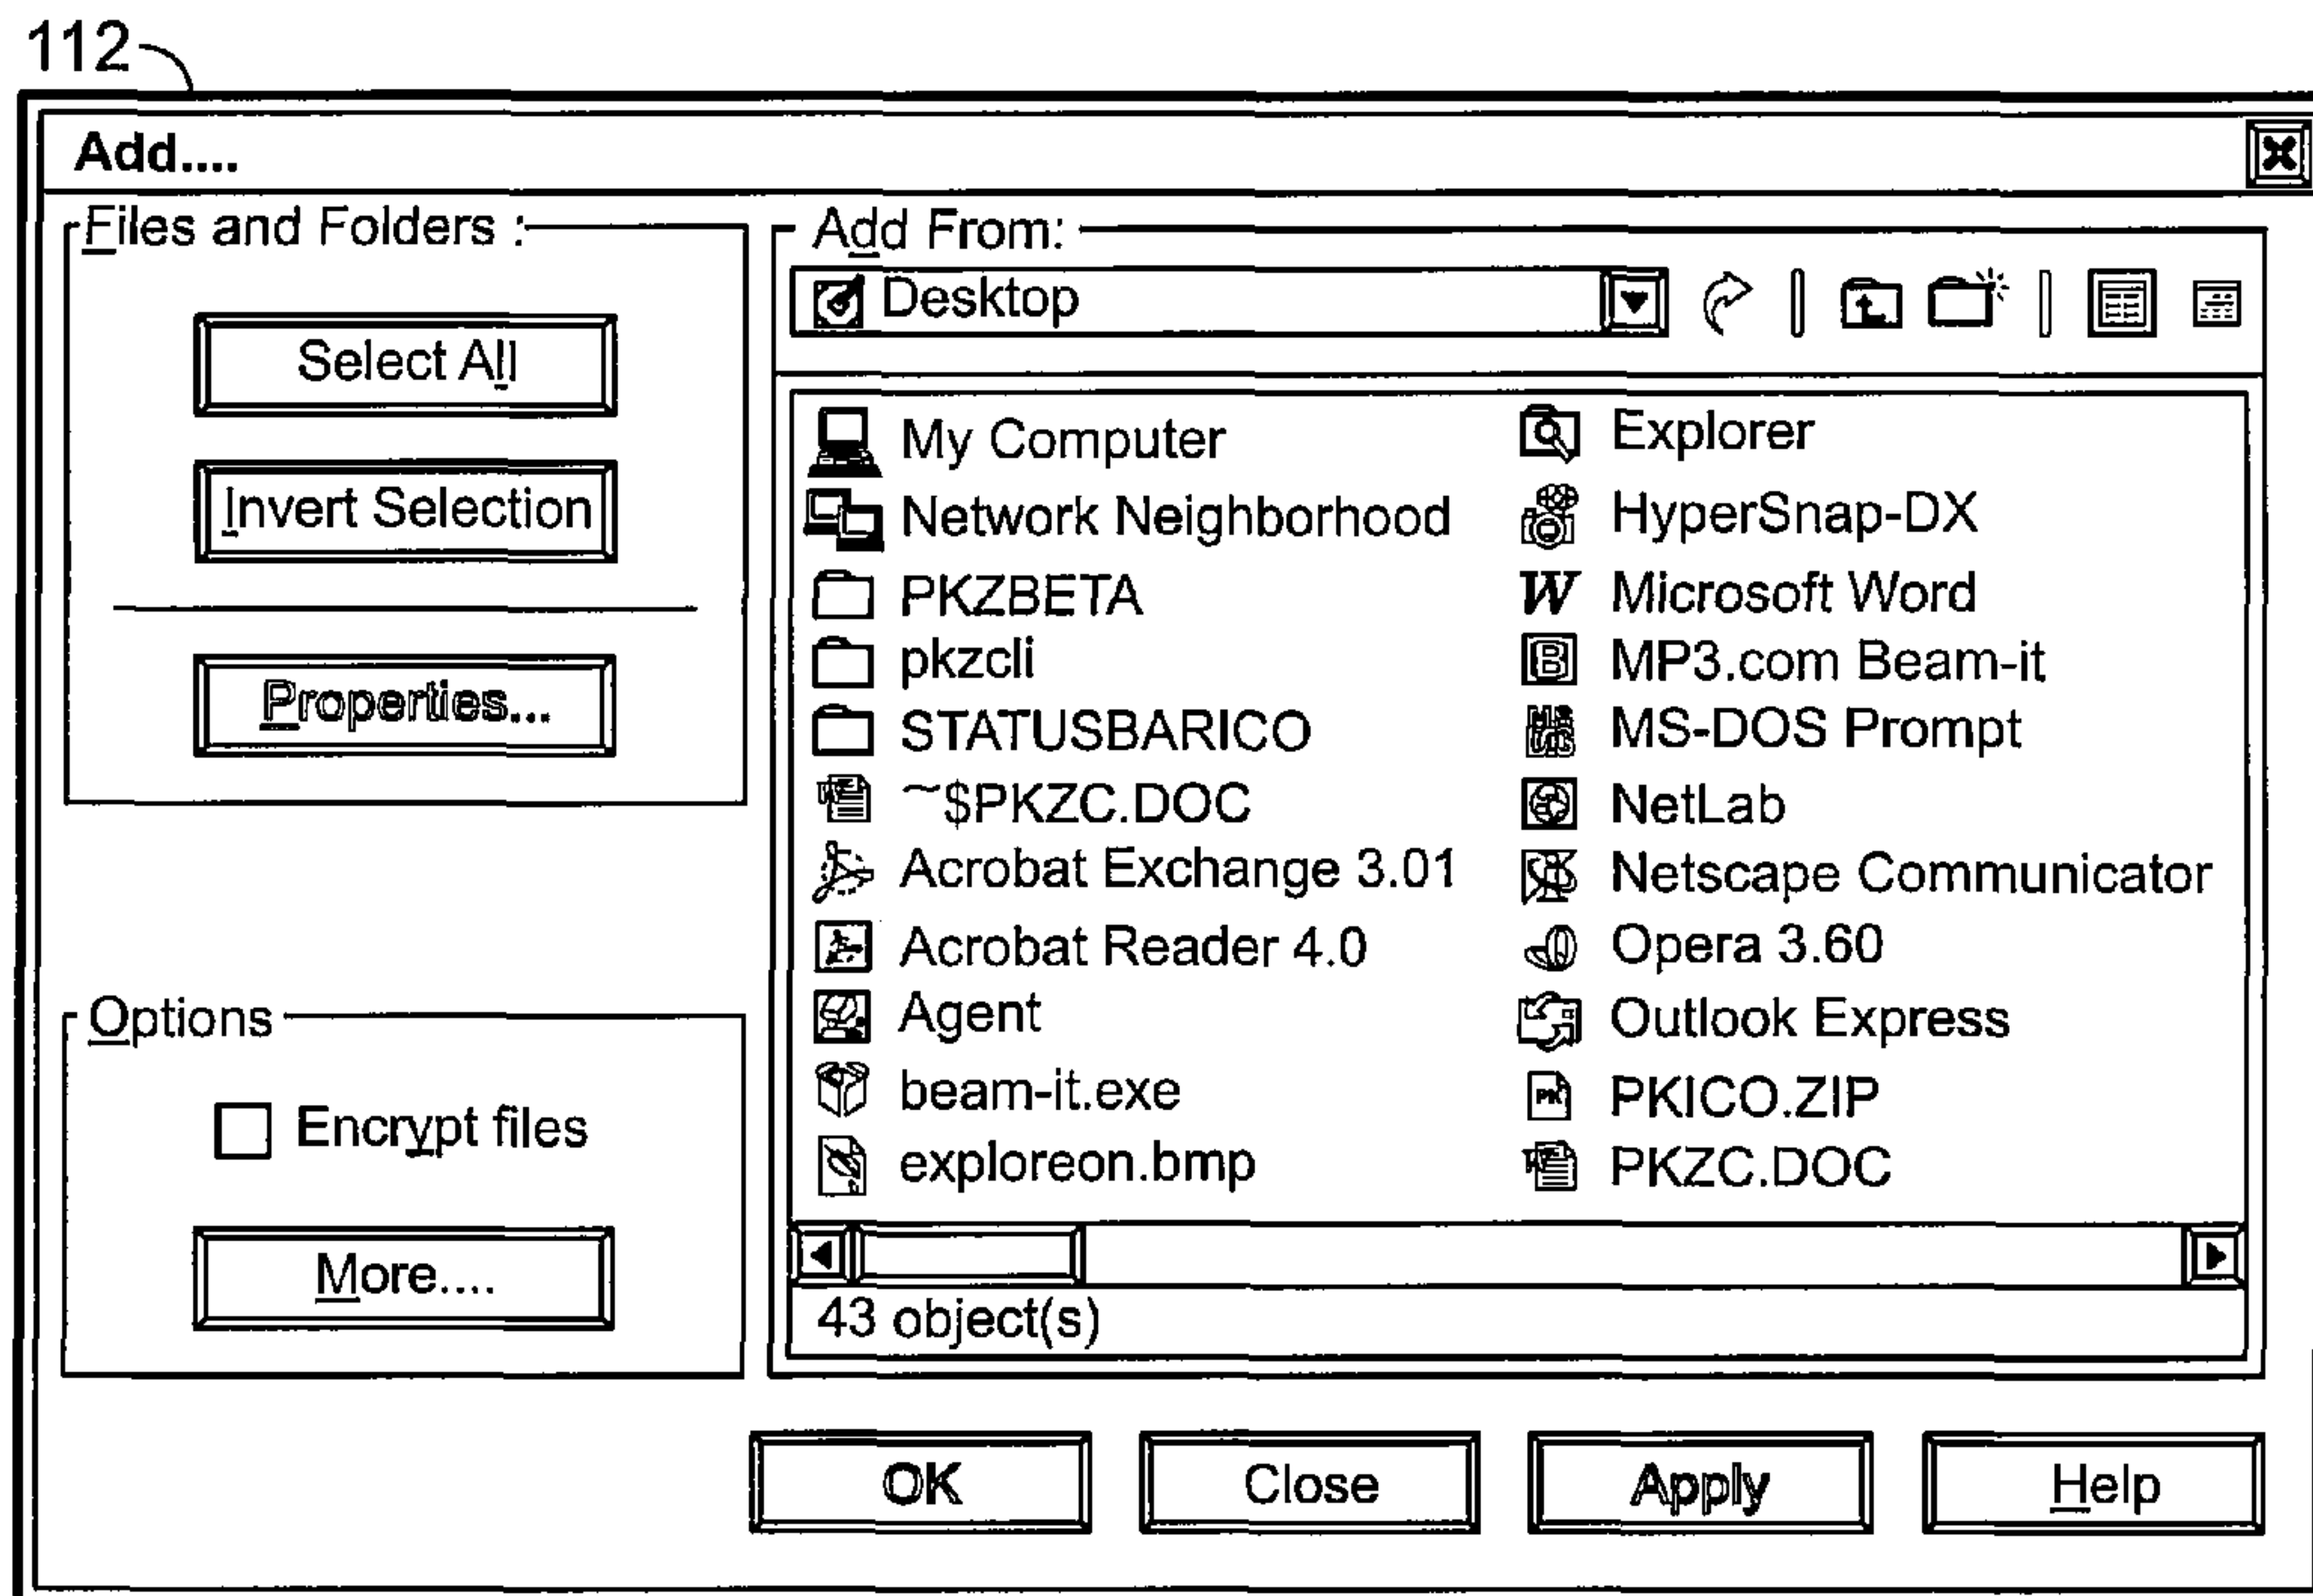 112
Add....
Files and Folders :
Select All
Invert Selection
Properties...
Options
Encrypt files
More....
Add From:
Desktop
My Computer
Network Neighborhood
PKZBETA
pkzcli
STATUSBARICO
~$PKZC.DOC
Acrobat Exchange 3.01
Acrobat Reader 4.0
Agent
beam-it.exe
exploreon.bmp
Explorer
HyperSnap-DX
Microsoft Word
MP3.com Beam-it
MS-DOS Prompt
NetLab
Netscape Communicator
Opera 3.60
Outlook Express
PKICO.ZIP
PKZC.DOC
43 object(s)
OK
Close
Apply
Help